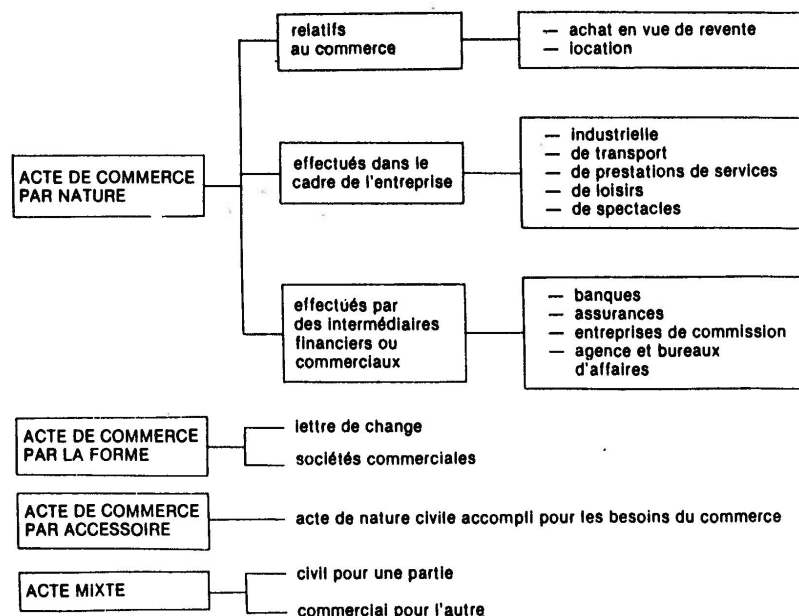 relatifs
au commerce
— achat en vue de revente
— location
ACTE DE COMMERCE
PAR NATURE
effectués dans le
cadre de l'entreprise
— industrielle
— de transport
— de prestations de services
— de loisirs
— de spectacles
effectués par
des intermédiaires
financiers ou
commerciaux
— banques
— assurances
— entreprises de commission
— agence et bureaux
d'affaires
ACTE DE COMMERCE
PAR LA FORME
lettre de change
sociétés commerciales
ACTE DE COMMERCE
PAR ACCESSOIRE
acte de nature civile accompli pour les besoins du commerce
ACTE MIXTE
civil pour une partie
commercial pour l'autre